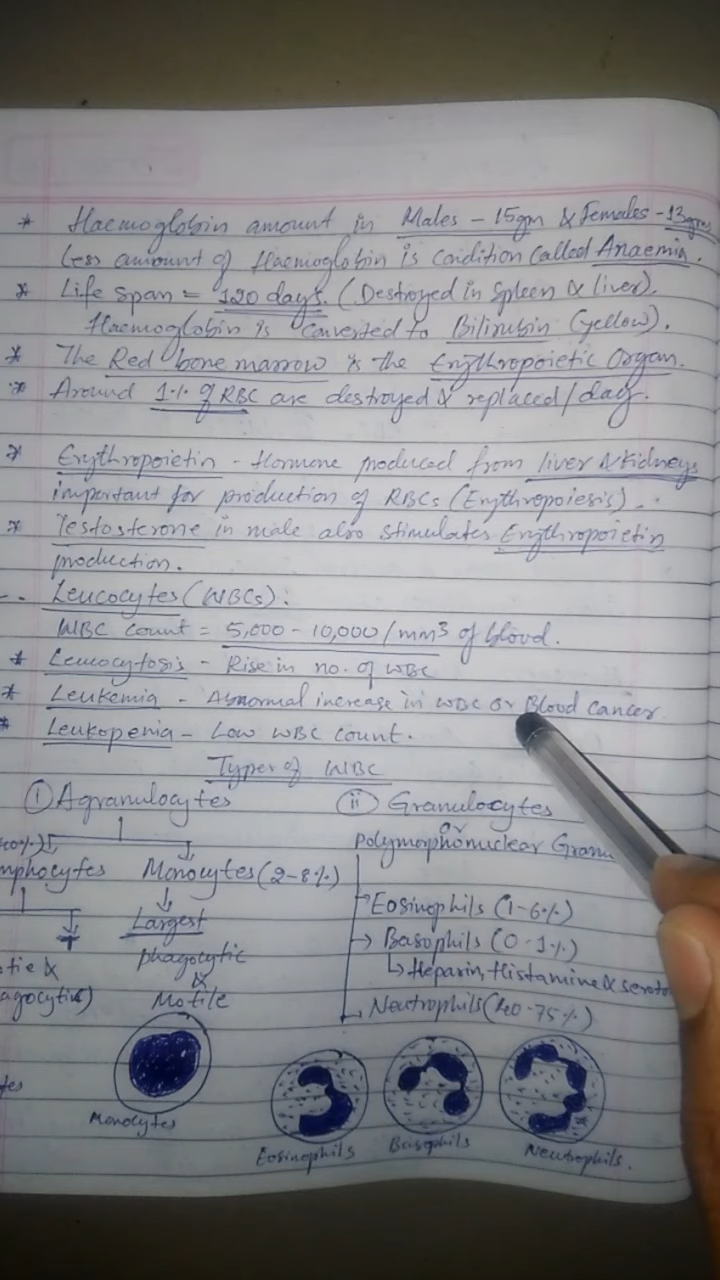 * Haemoglobin amount in Males - 15gm & Females - 13gms
Less amount of Haemoglobin is condition called Anaemia.
* Life span = 120 days. (Destroyed in Spleen & liver).
Haemoglobin is converted to Bilirubin (yellow).
* The Red bone marrow is the Erythropoietic Organ.
* Around 1% of RBC are destroyed & replaced/day.
* Erythropoietin - Hormone produced from liver & kidneys
important for production of RBCs (Erythropoiesis).
* Testosterone in male also stimulates Erythropoietin
production.
Leucocytes (WBCs):
WBC count = 5,000 - 10,000/mm³ of blood.
* Leucocytosis - Rise in no. of WBC
* Leukemia - Abnormal increase in WBC or Blood cancer
* Leukopenia - Low WBC count.
Types of WBC
(i) Agranulocytes (ii) Granulocytes
or
Polymorphonuclear Granu
0%)
mphocytes Monocytes (2-8%)
Eosinophils (1-6%)
Largest
Basophils (0-1%)
phagocytic
Heparin, Histamine & seroto
&
Motile
tie &
agocytic)
Neutrophils (40-75%)
tes
Monocytes
Eosinophils Basophils Neutrophils.